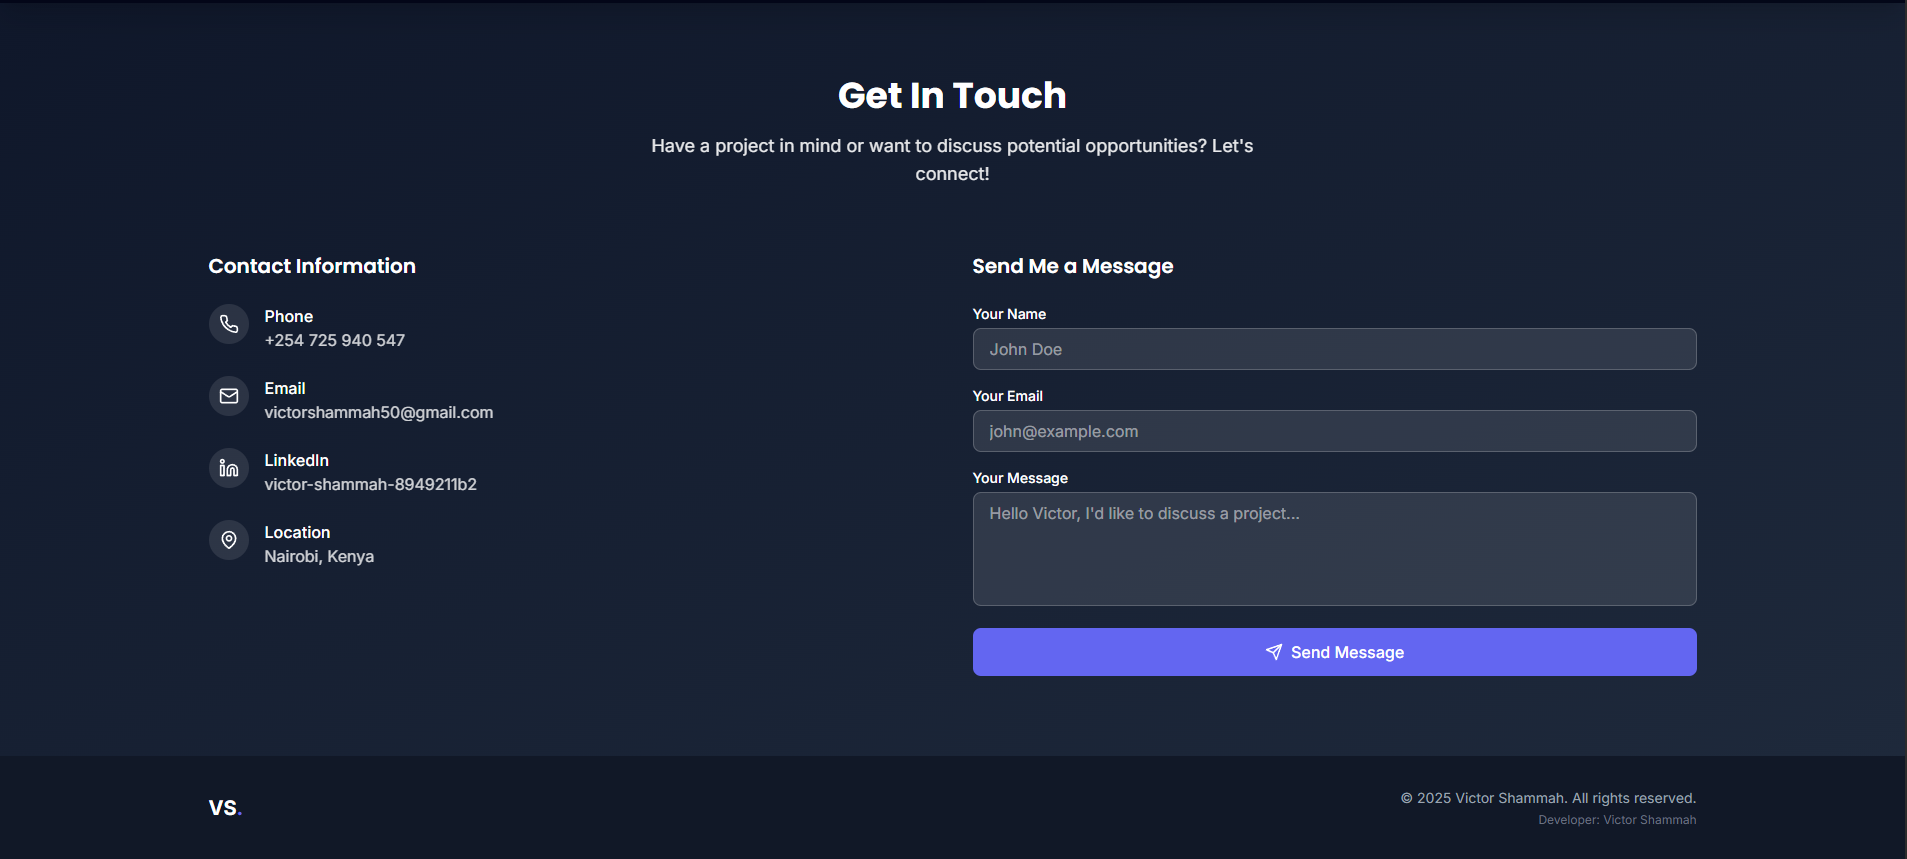 Get In Touch
Have a project in mind or want to discuss potential opportunities? Let's
connect!
Contact Information
Phone
+254 725 940 547
Email
victorshammah50@gmail.com
LinkedIn
victor-shammah-8949211b2
Location
Nairobi, Kenya
Send Me a Message
Your Name
John Doe
Your Email
john@example.com
Your Message
Hello Victor, I'd like to discuss a project...
Send Message
VS.
© 2025 Victor Shammah. All rights reserved.
Developer: Victor Shammah